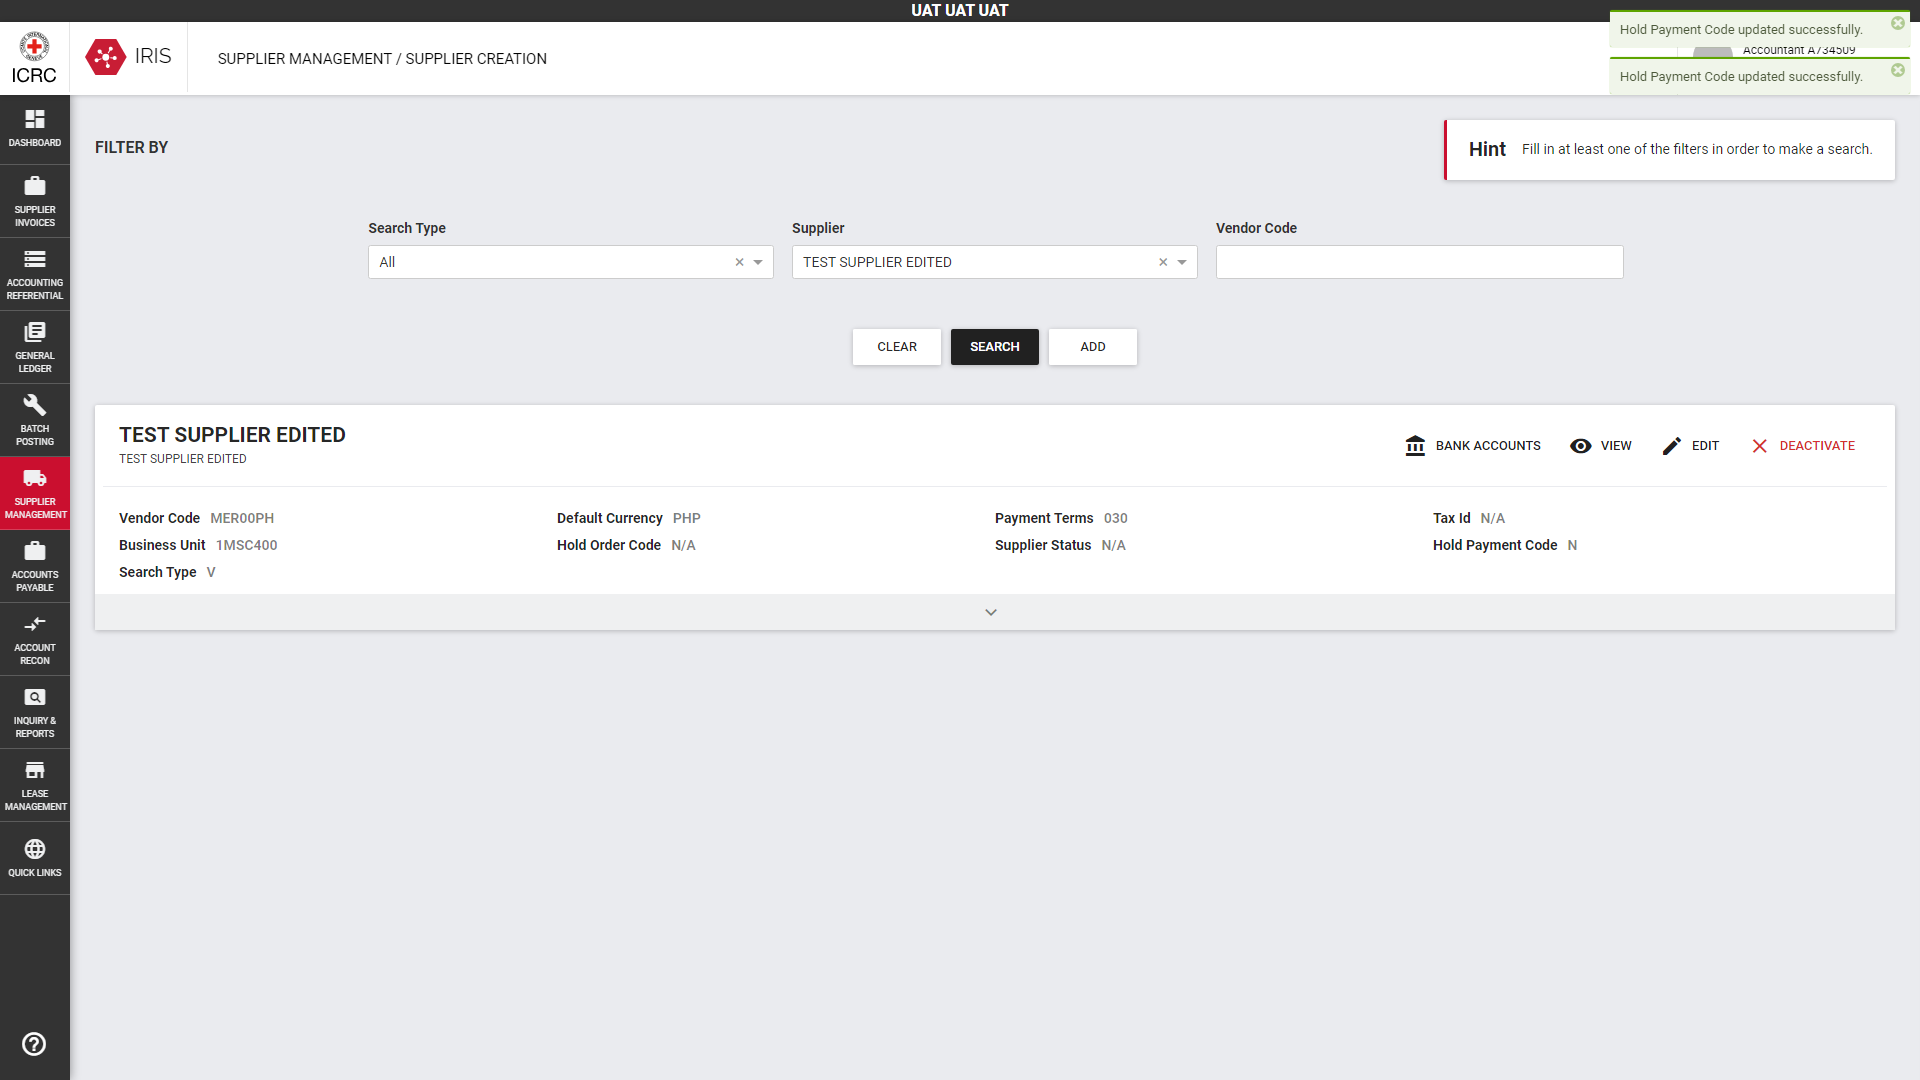 UAT UAT UAT
ICRC
IRIS
SUPPLIER MANAGEMENT / SUPPLIER CREATION
Hold Payment Code updated successfully.
Accountant A734509
Hold Payment Code updated successfully.
DASHBOARD
SUPPLIER
INVOICES
ACCOUNTING
REFERENTIAL
GENERAL
LEDGER
BATCH
POSTING
SUPPLIER
MANAGEMENT
ACCOUNTS
PAYABLE
ACCOUNT
RECON
INQUIRY &
REPORTS
LEASE
MANAGEMENT
QUICK LINKS
FILTER BY
Hint Fill in at least one of the filters in order to make a search.
Search Type
All
Supplier
TEST SUPPLIER EDITED
Vendor Code
CLEAR
SEARCH
ADD
TEST SUPPLIER EDITED
TEST SUPPLIER EDITED
BANK ACCOUNTS
VIEW
EDIT
DEACTIVATE
Vendor Code MER00PH
Default Currency PHP
Payment Terms 030
Tax Id N/A
Business Unit 1MSC400
Hold Order Code N/A
Supplier Status N/A
Hold Payment Code N
Search Type V